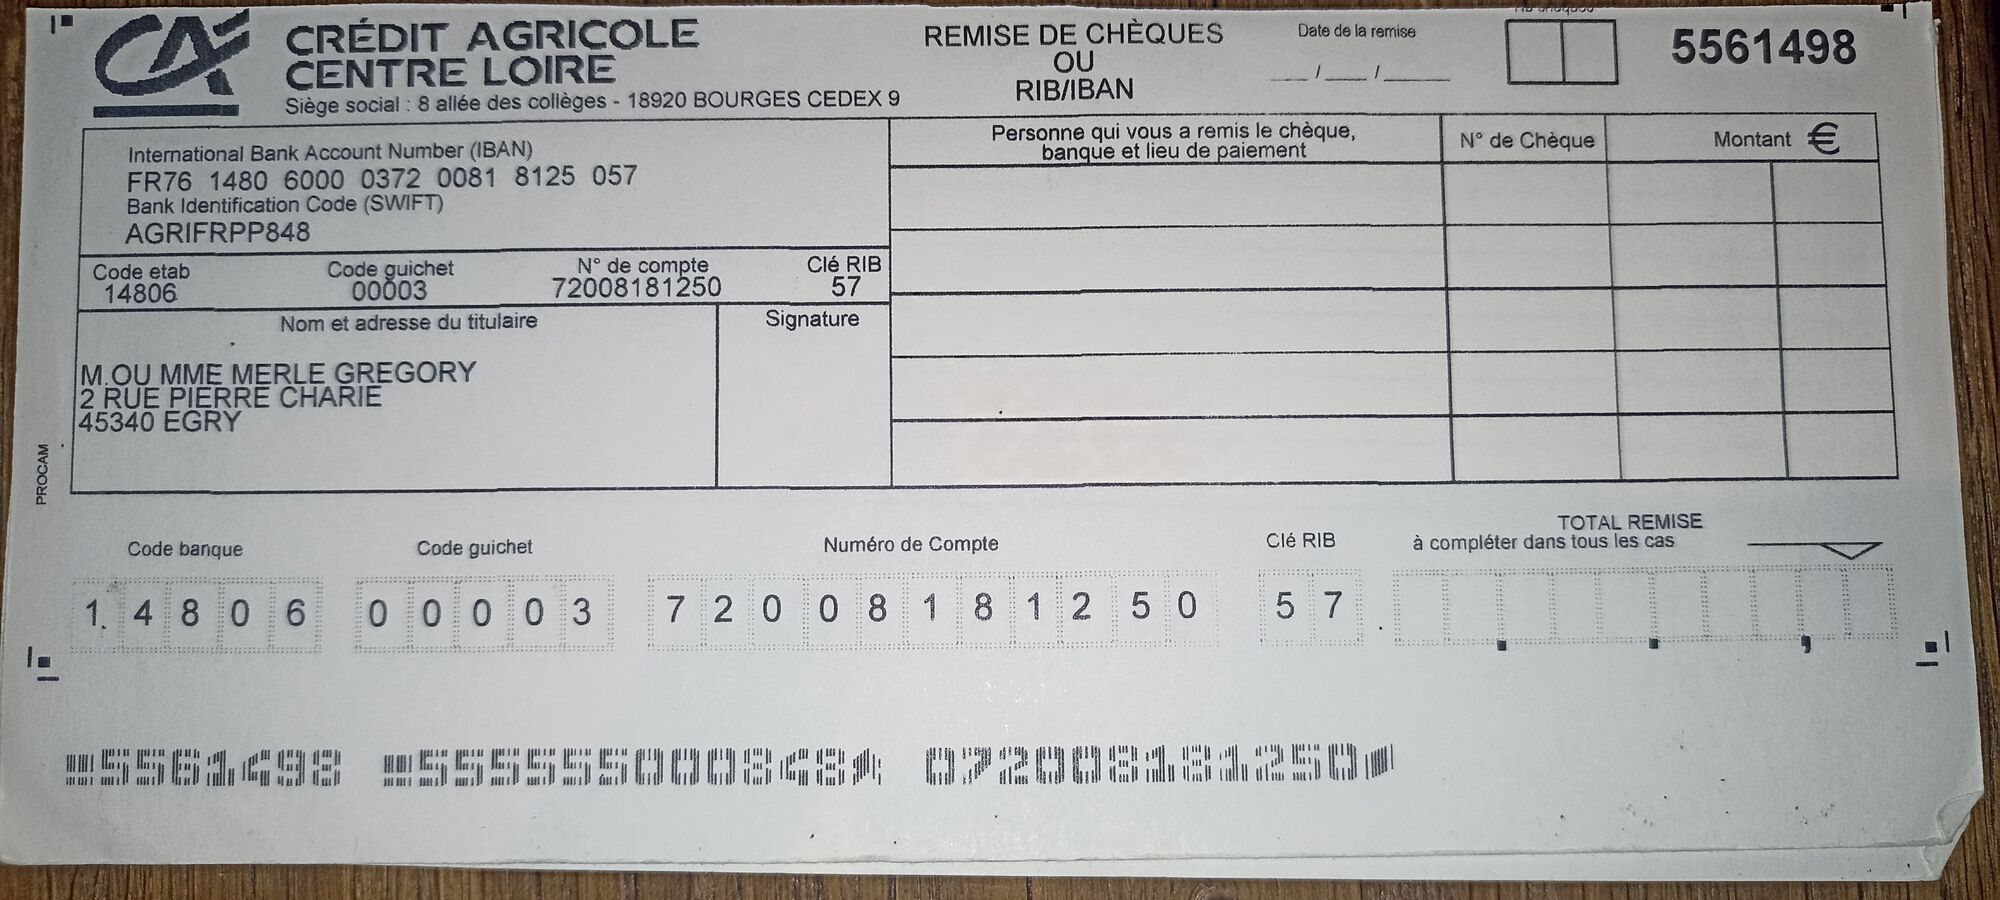 CRÉDIT AGRICOLE
CENTRE LOIRE
Siège social : 8 allée des collèges - 18920 BOURGES CEDEX 9
REMISE DE CHÈQUES
OU
RIB/IBAN
Date de la remise
__ / __ / ____
5561498
International Bank Account Number (IBAN)
FR76 1480 6000 0372 0081 8125 057
Bank Identification Code (SWIFT)
AGRIFRPP848
Code etab Code guichet N° de compte Clé RIB
14806 00003 72008181250 57
Nom et adresse du titulaire
Signature
M.OU MME MERLE GREGORY
2 RUE PIERRE CHARIE
45340 EGRY
PROCAM
Personne qui vous a remis le chèque,
banque et lieu de paiement
N° de Chèque
Montant €
Code banque Code guichet Numéro de Compte Clé RIB
TOTAL REMISE
à compléter dans tous les cas
1 4 8 0 6 0 0 0 0 3 7 2 0 0 8 1 8 1 2 5 0 5 7
5561498 555555000848 072008181250